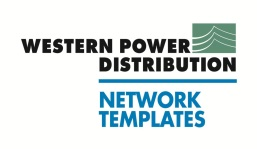 WESTERN POWER
DISTRIBUTION
NETWORK
TEMPLATES